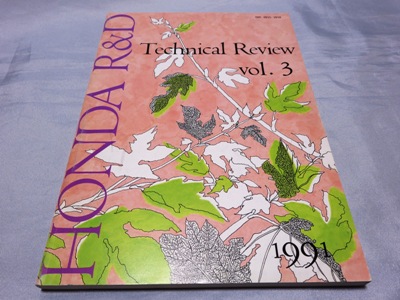 HONDA R&D
Technical Review
vol. 3
1991